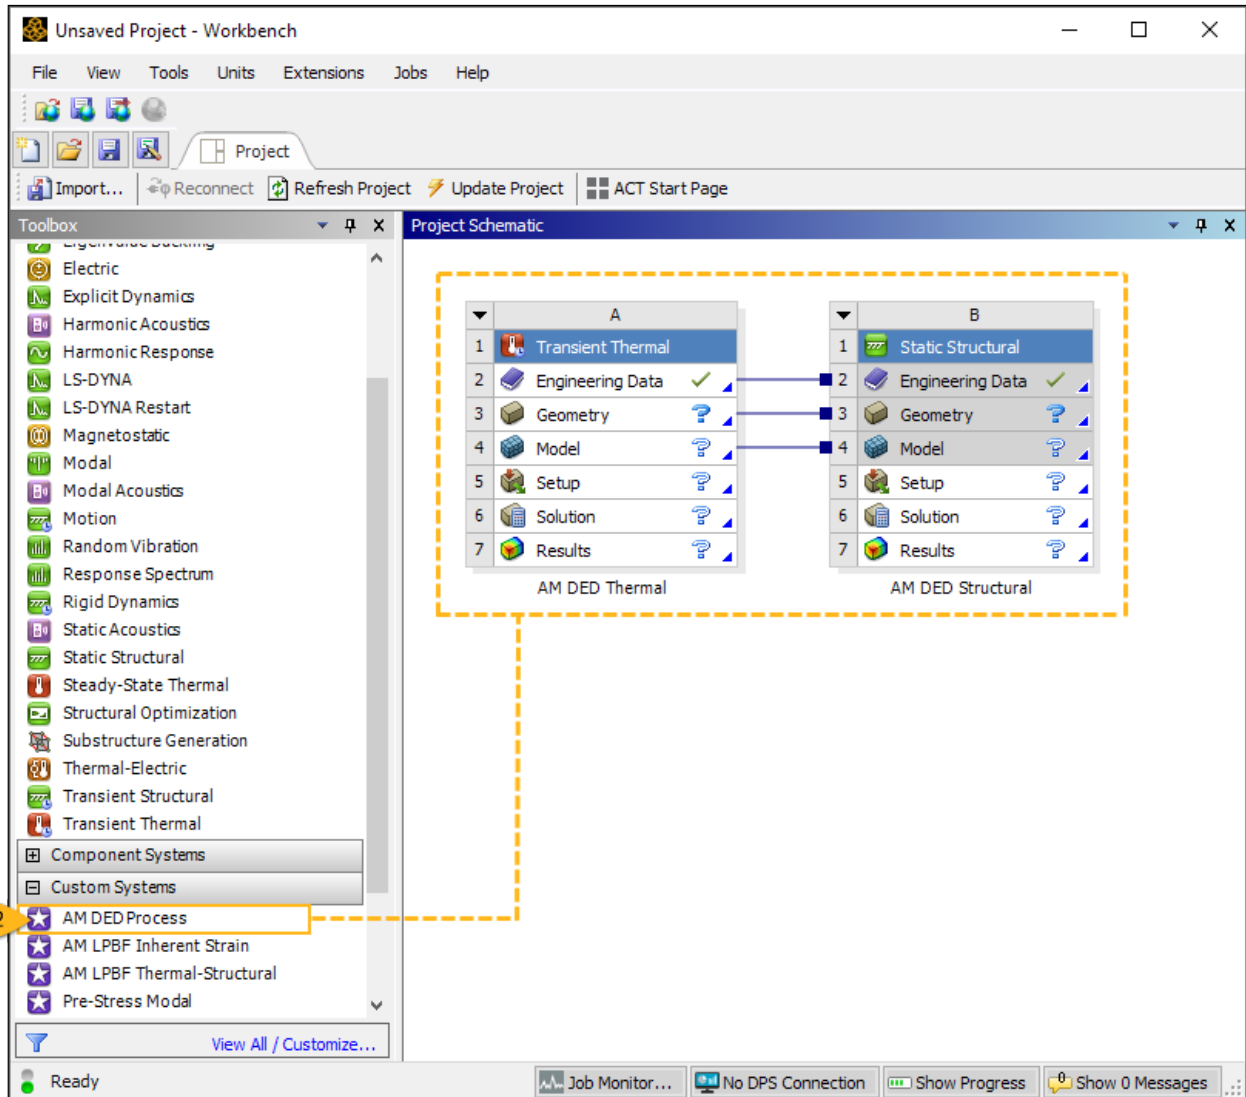 Unsaved Project - Workbench
File View Tools Units Extensions Jobs Help
Project
Import... Reconnect Refresh Project Update Project ACT Start Page
Toolbox
Electric
Explicit Dynamics
Harmonic Acoustics
Harmonic Response
LS-DYNA
LS-DYNA Restart
Magnetostatic
Modal
Modal Acoustics
Motion
Random Vibration
Response Spectrum
Rigid Dynamics
Static Acoustics
Static Structural
Steady-State Thermal
Structural Optimization
Substructure Generation
Thermal-Electric
Transient Structural
Transient Thermal
Component Systems
Custom Systems
2
AM DED Process
AM LPBF Inherent Strain
AM LPBF Thermal-Structural
Pre-Stress Modal
View All / Customize...
Project Schematic
A
1 Transient Thermal
2 Engineering Data
3 Geometry
4 Model
5 Setup
6 Solution
7 Results
AM DED Thermal
B
1 Static Structural
2 Engineering Data
3 Geometry
4 Model
5 Setup
6 Solution
7 Results
AM DED Structural
Ready
Job Monitor... No DPS Connection Show Progress 0 Show 0 Messages